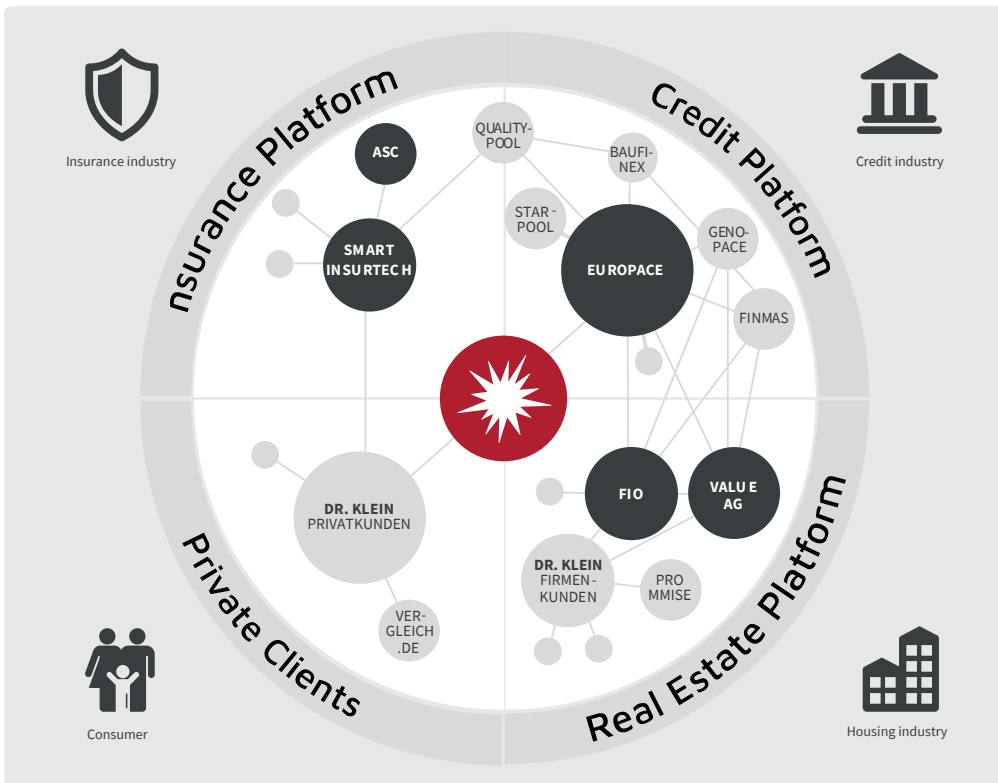 Insurance industry
Credit industry
nsurance Platform
Credit Platform
QUALITY-
POOL
ASC
BAUFI-
NEX
STAR -
POOL
GENO-
PACE
SMART
INSURTECH
EUROPACE
FINMAS
DR. KLEIN
PRIVATKUNDEN
FIO
VALUE
AG
DR. KLEIN
FIRMEN-
KUNDEN
PRO
MMISE
VER-
GLEICH
.DE
Private Clients
Real Estate Platform
Consumer
Housing industry